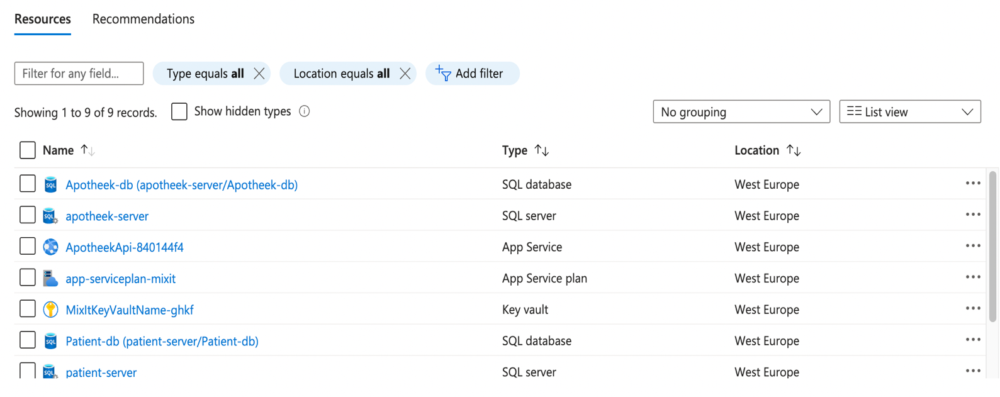 Resources Recommendations
Filter for any field... Type equals all Location equals all Add filter
Showing 1 to 9 of 9 records. Show hidden types No grouping List view
Name Type Location
Apotheek-db (apotheek-server/Apotheek-db) SQL database West Europe
apotheek-server SQL server West Europe
ApotheekApi-840144f4 App Service West Europe
app-serviceplan-mixit App Service plan West Europe
MixItKeyVaultName-ghkf Key vault West Europe
Patient-db (patient-server/Patient-db) SQL database West Europe
patient-server SQL server West Europe